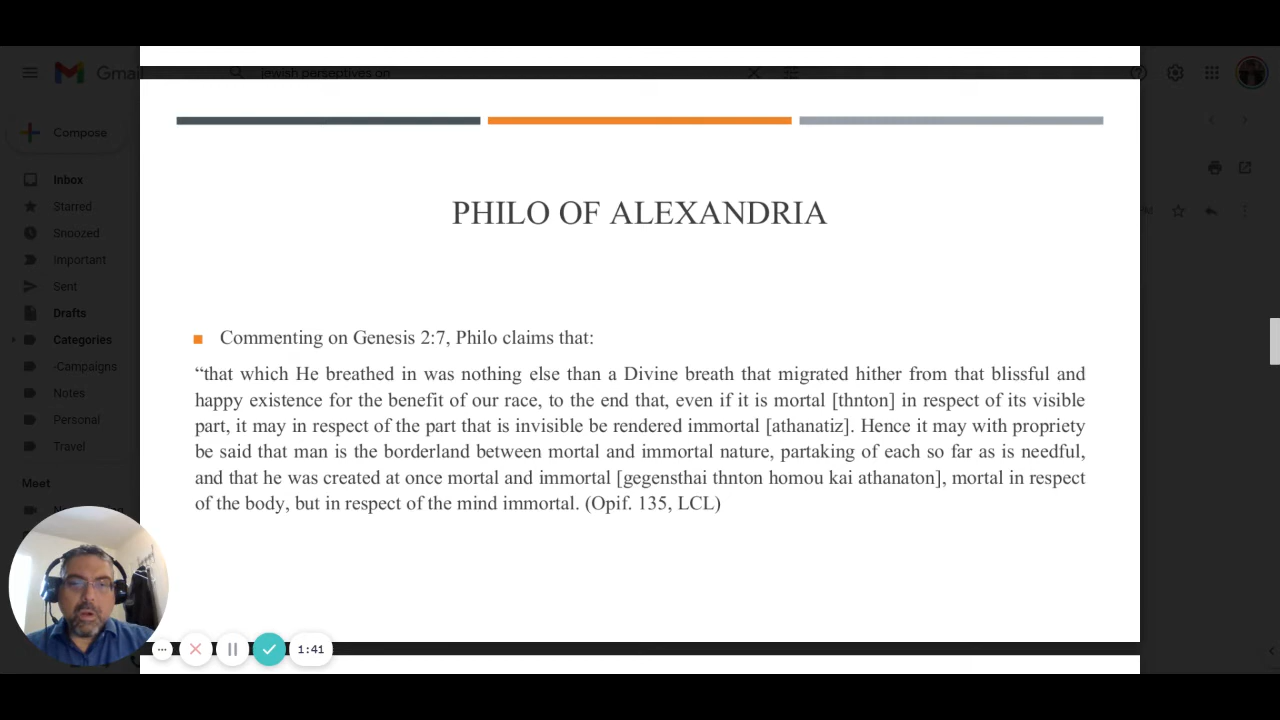 Gmail
jewish perseptives on
Compose
Inbox
Starred
Snoozed
Important
Sent
Drafts
Categories
-Campaigns
Notes
Personal
Travel
Meet
PHILO OF ALEXANDRIA
Commenting on Genesis 2:7, Philo claims that:
“that which He breathed in was nothing else than a Divine breath that migrated hither from that blissful and
happy existence for the benefit of our race, to the end that, even if it is mortal [thnton] in respect of its visible
part, it may in respect of the part that is invisible be rendered immortal [athanatiz]. Hence it may with propriety
be said that man is the borderland between mortal and immortal nature, partaking of each so far as is needful,
and that he was created at once mortal and immortal [gegensthai thnton homou kai athanaton], mortal in respect
of the body, but in respect of the mind immortal. (Opif. 135, LCL)
1:41